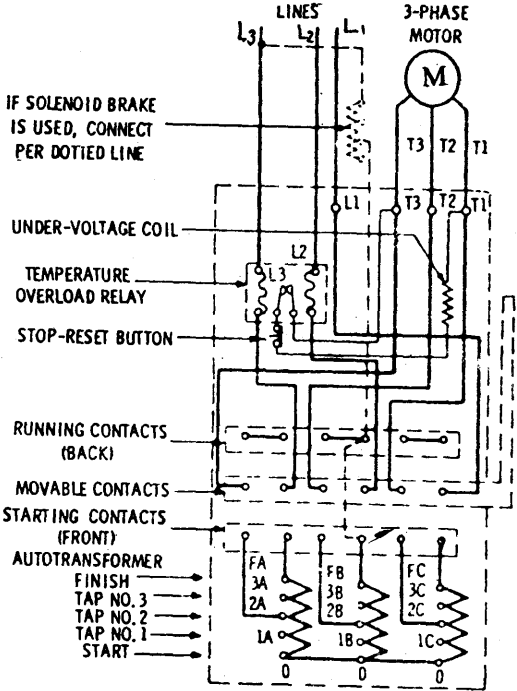 LINES
L3 L2 L1
3-PHASE
MOTOR
M
IF SOLENOID BRAKE
IS USED, CONNECT
PER DOTIED LINE
T3 T2 T1
L1 T3 T2 T1
UNDER-VOLTAGE COIL
L2
L3
TEMPERATURE
OVERLOAD RELAY
STOP-RESET BUTTON
RUNNING CONTACTS
(BACK)
MOVABLE CONTACTS
STARTING CONTACTS
(FRONT)
AUTOTRANSFORMER
FINISH
TAP NO. 3
TAP NO. 2
TAP NO. 1
START
FA FB FC
3A 3B 3C
2A 2B 2C
1A 1B 1C
0 0 0